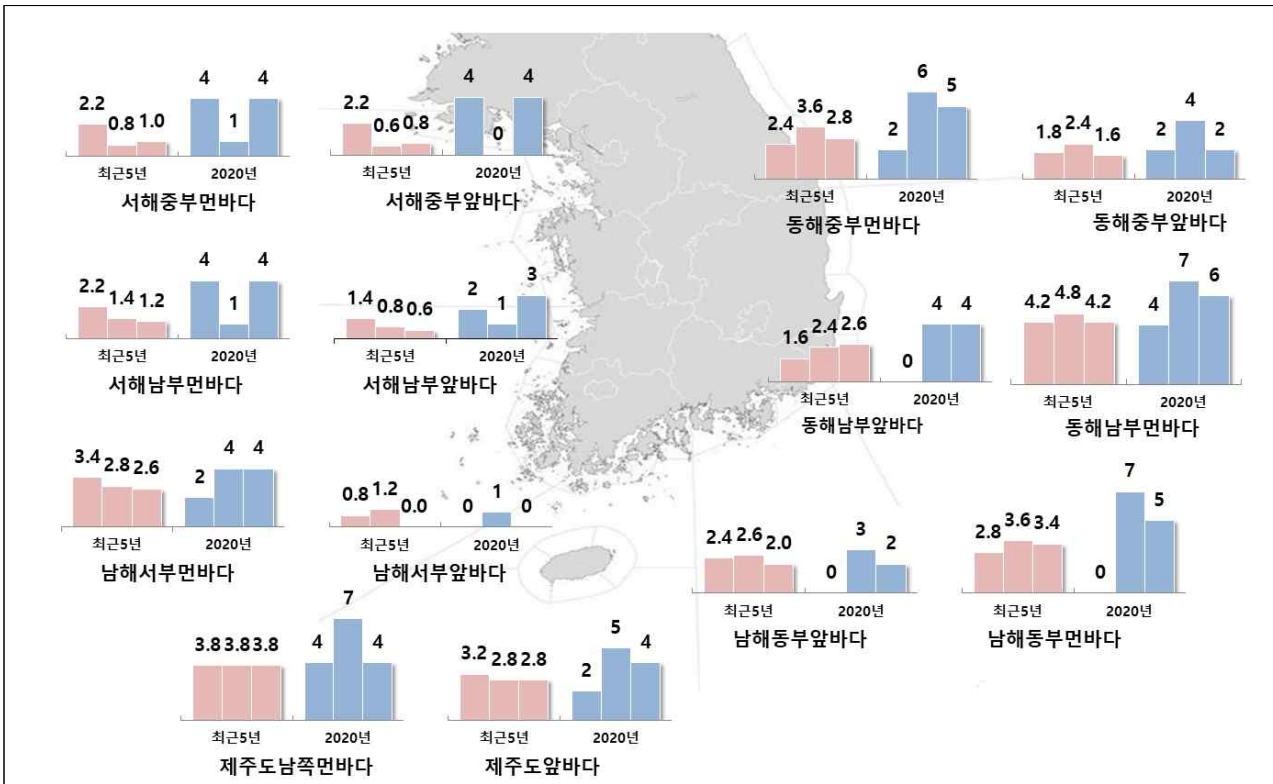 2.2 0.8 1.0 4 1 4
최근5년 2020년
서해중부먼바다
2.2 0.6 0.8 4 0 4
최근5년 2020년
서해중부앞바다
2.4 3.6 2.8 2 6 5
최근5년 2020년
동해중부먼바다
1.8 2.4 1.6 2 4 2
최근5년 2020년
동해중부앞바다
2.2 1.4 1.2 4 1 4
최근5년 2020년
서해남부먼바다
1.4 0.8 0.6 2 1 3
최근5년 2020년
서해남부앞바다
1.6 2.4 2.6 0 4 4
최근5년 2020년
동해남부앞바다
4.2 4.8 4.2 4 7 6
최근5년 2020년
동해남부먼바다
3.4 2.8 2.6 2 4 4
최근5년 2020년
남해서부먼바다
0.8 1.2 0.0 0 1 0
최근5년 2020년
남해서부앞바다
2.4 2.6 2.0 0 3 2
최근5년 2020년
남해동부앞바다
2.8 3.6 3.4 0 7 5
최근5년 2020년
남해동부먼바다
3.8 3.8 3.8 4 7 4
최근5년 2020년
제주도남쪽먼바다
3.2 2.8 2.8 2 5 4
최근5년 2020년
제주도앞바다